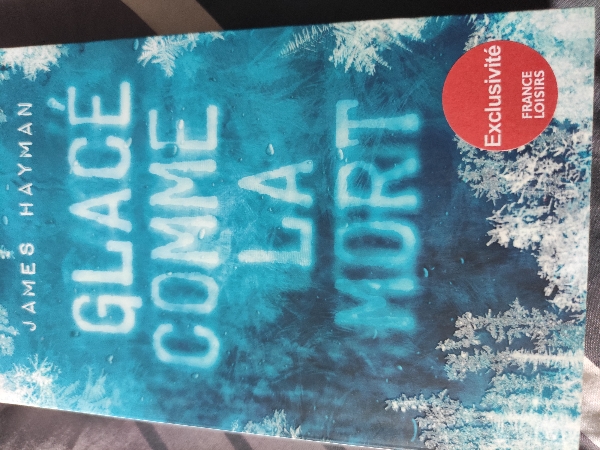 JAMES HAYMAN
GLACÉ
COMME
LA
MORT
Exclusivité
FRANCE
LOISIRS